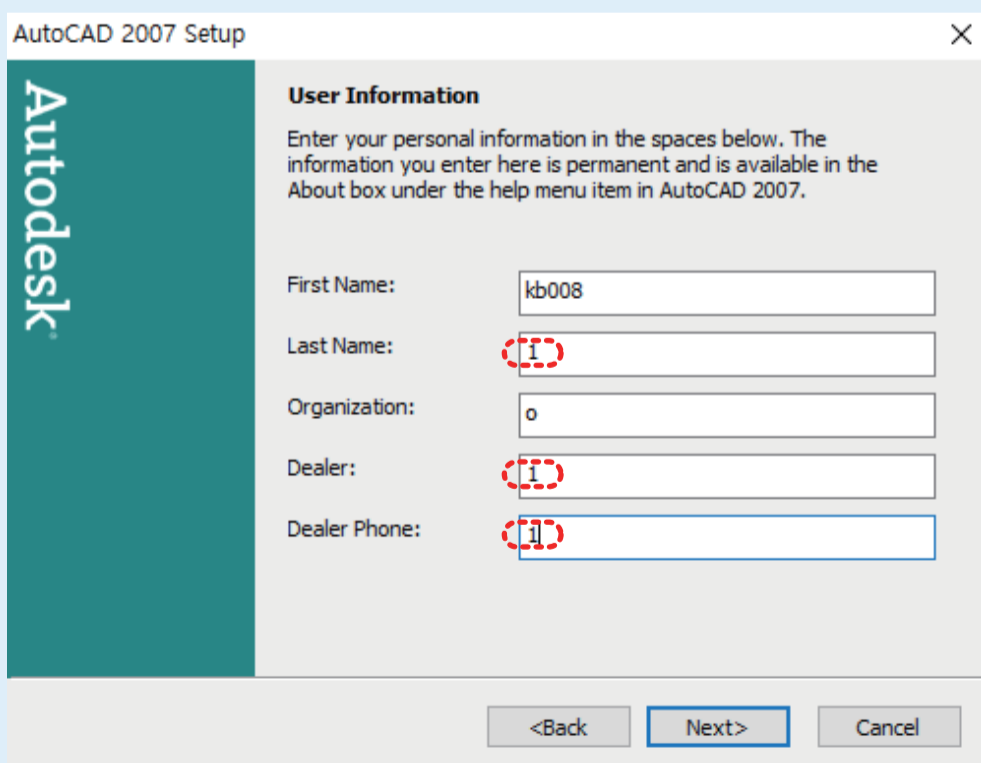 AutoCAD 2007 Setup
Autodesk
User Information
Enter your personal information in the spaces below. The
information you enter here is permanent and is available in the
About box under the help menu item in AutoCAD 2007.
First Name: kb008
Last Name: 1
Organization: o
Dealer: 1
Dealer Phone: 1
<Back Next> Cancel